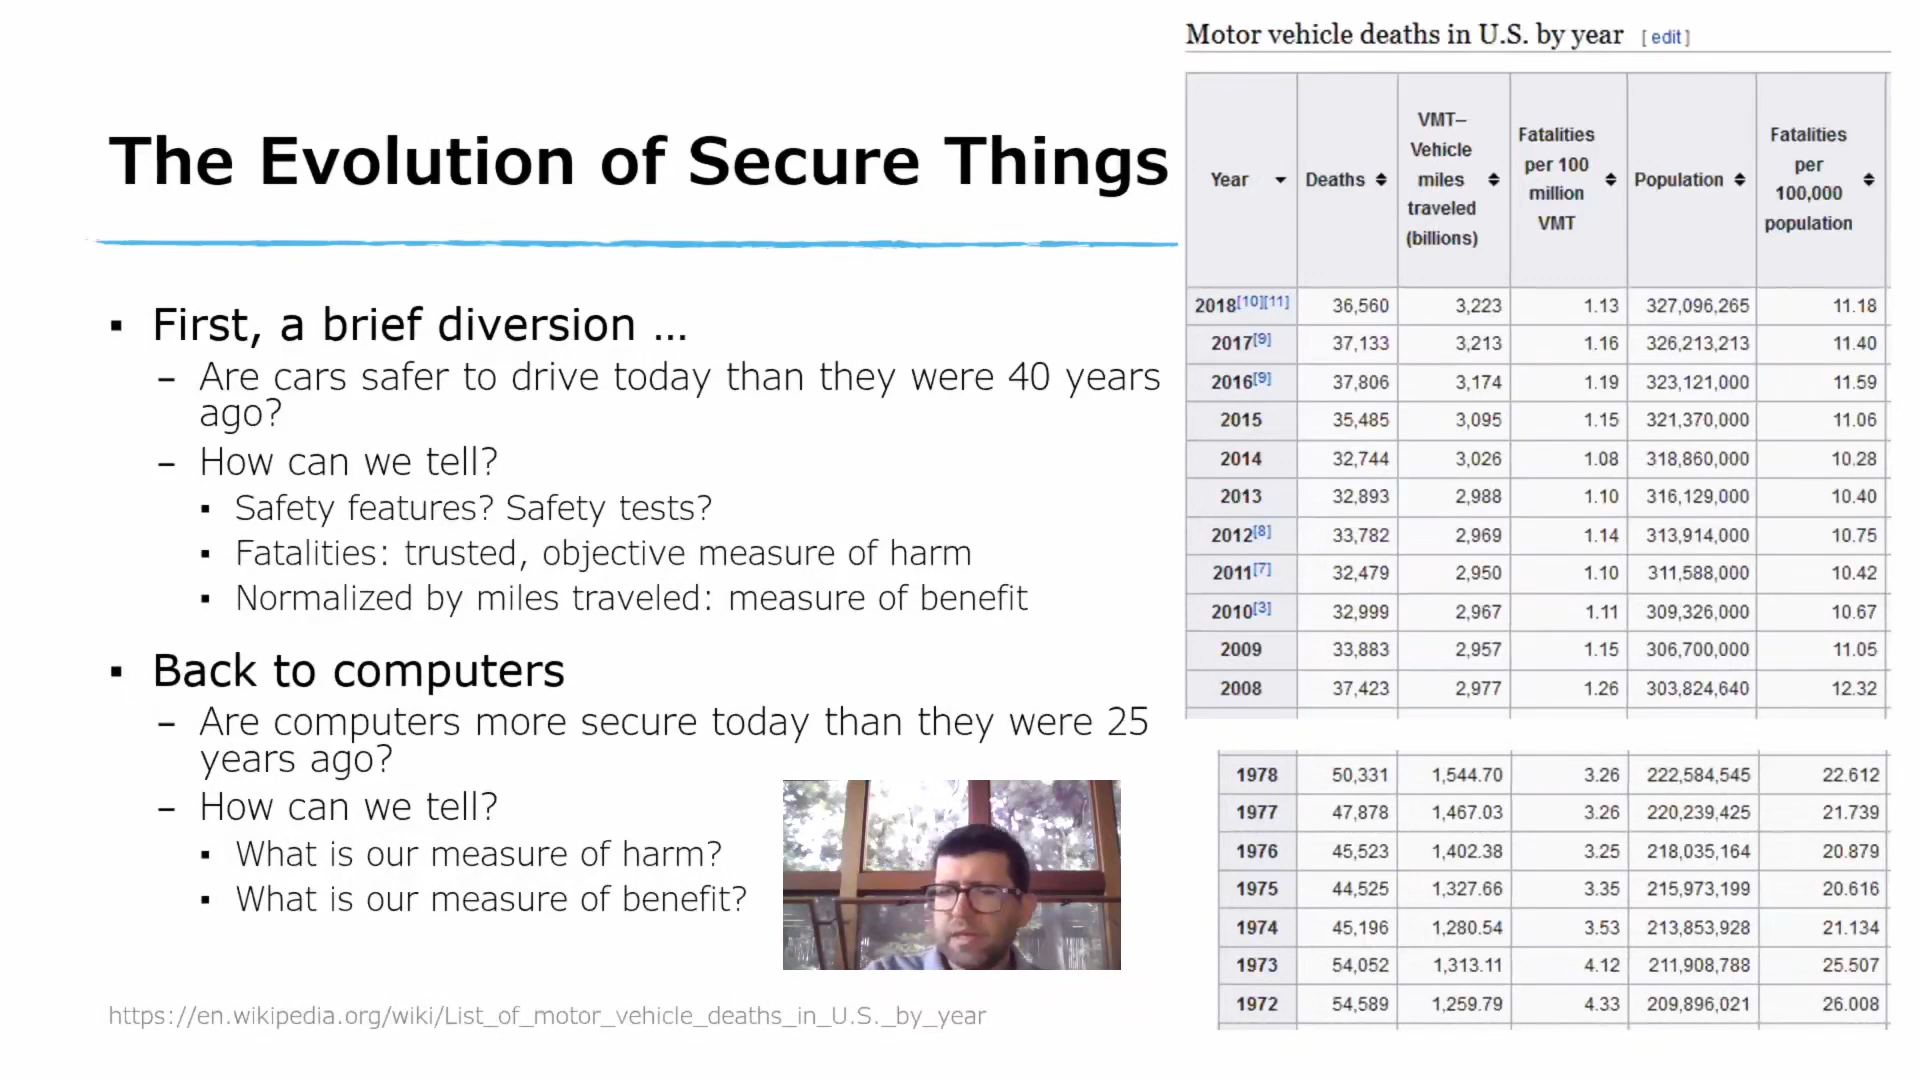 The Evolution of Secure Things
▪ First, a brief diversion …
– Are cars safer to drive today than they were 40 years
ago?
– How can we tell?
▪ Safety features? Safety tests?
▪ Fatalities: trusted, objective measure of harm
▪ Normalized by miles traveled: measure of benefit
▪ Back to computers
– Are computers more secure today than they were 25
years ago?
– How can we tell?
▪ What is our measure of harm?
▪ What is our measure of benefit?
https://en.wikipedia.org/wiki/List_of_motor_vehicle_deaths_in_U.S._by_year
Motor vehicle deaths in U.S. by year [ edit ]
Year Deaths VMT–Vehicle miles traveled (billions) Fatalities per 100 million VMT Population Fatalities per 100,000 population
2018[10][11] 36,560 3,223 1.13 327,096,265 11.18
2017[9] 37,133 3,213 1.16 326,213,213 11.40
2016[9] 37,806 3,174 1.19 323,121,000 11.59
2015 35,485 3,095 1.15 321,370,000 11.06
2014 32,744 3,026 1.08 318,860,000 10.28
2013 32,893 2,988 1.10 316,129,000 10.40
2012[8] 33,782 2,969 1.14 313,914,000 10.75
2011[7] 32,479 2,950 1.10 311,588,000 10.42
2010[3] 32,999 2,967 1.11 309,326,000 10.67
2009 33,883 2,957 1.15 306,700,000 11.05
2008 37,423 2,977 1.26 303,824,640 12.32
1978 50,331 1,544.70 3.26 222,584,545 22.612
1977 47,878 1,467.03 3.26 220,239,425 21.739
1976 45,523 1,402.38 3.25 218,035,164 20.879
1975 44,525 1,327.66 3.35 215,973,199 20.616
1974 45,196 1,280.54 3.53 213,853,928 21.134
1973 54,052 1,313.11 4.12 211,908,788 25.507
1972 54,589 1,259.79 4.33 209,896,021 26.008